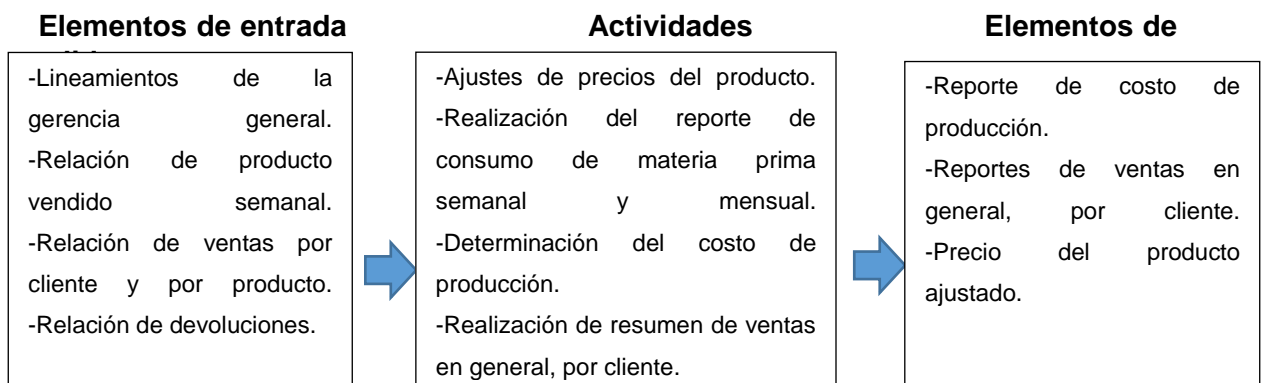 Elementos de entrada
Actividades
Elementos de
-Lineamientos de la
gerencia general.
-Relación de producto
vendido semanal.
-Relación de ventas por
cliente y por producto.
-Relación de devoluciones.
-Ajustes de precios del producto.
-Realización del reporte de
consumo de materia prima
semanal y mensual.
-Determinación del costo de
producción.
-Realización de resumen de ventas
en general, por cliente.
-Reporte de costo de
producción.
-Reportes de ventas en
general, por cliente.
-Precio del producto
ajustado.